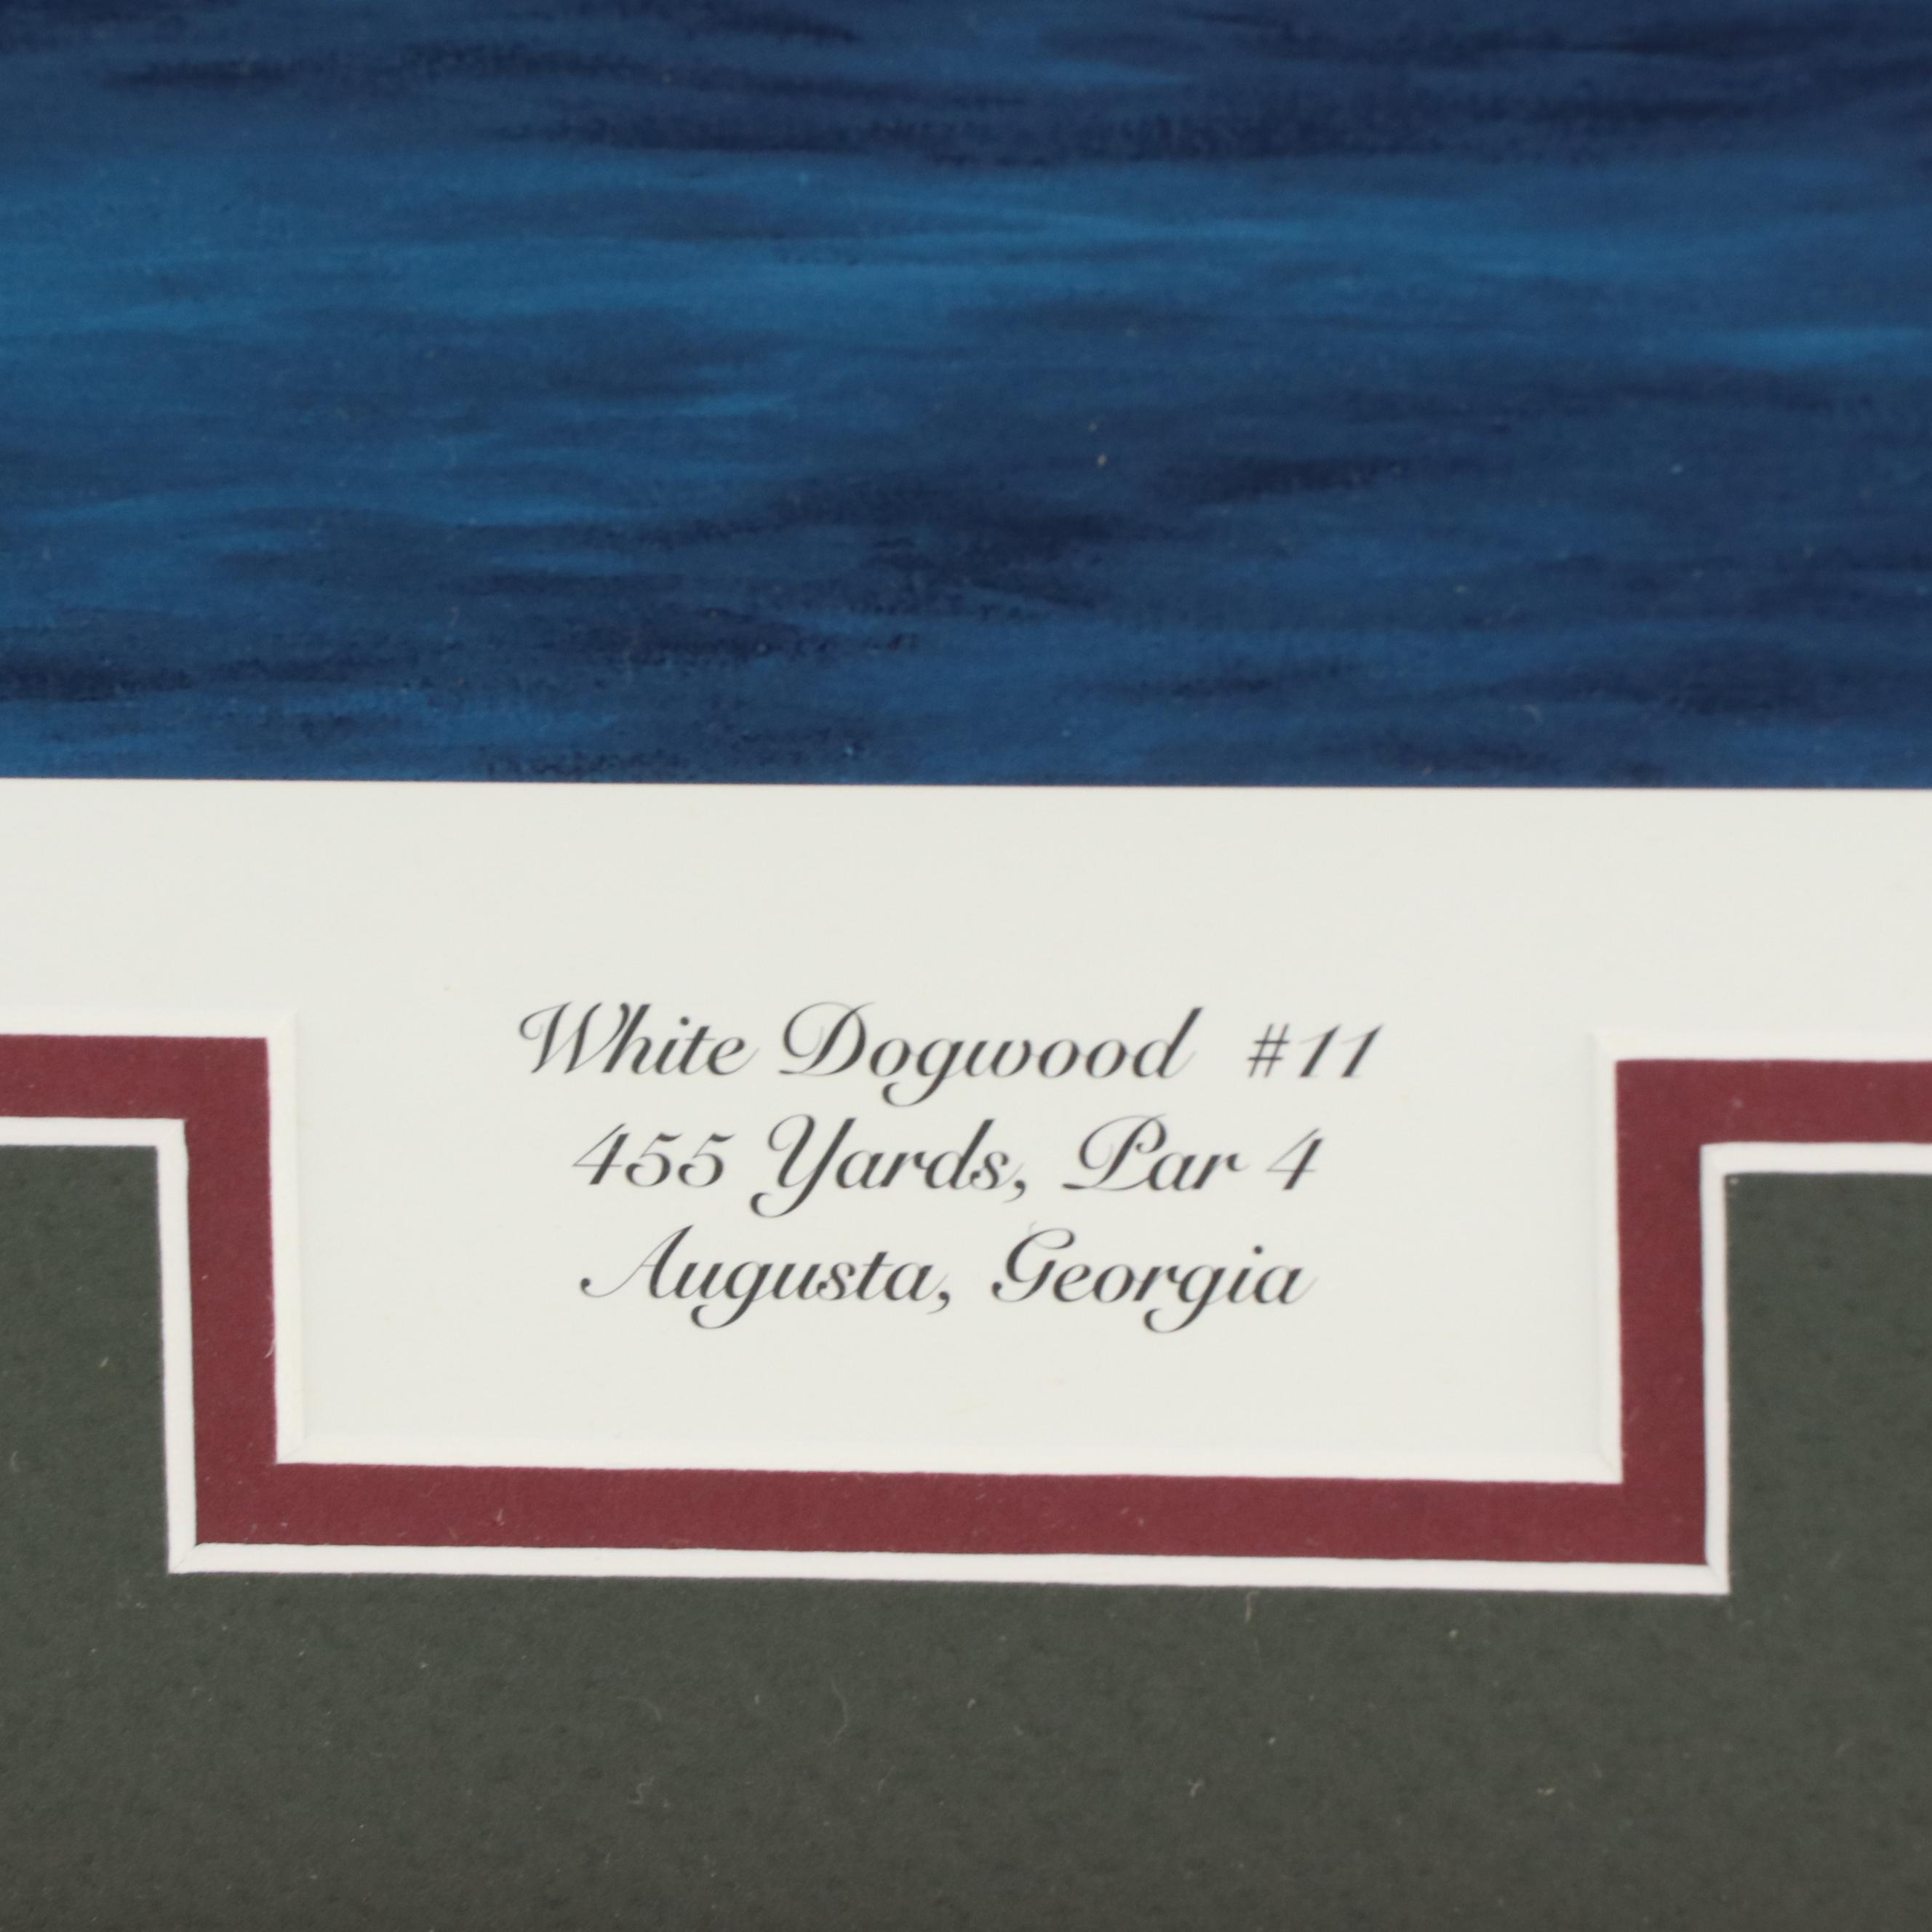 White Dogwood #11
455 Yards, Par 4
Augusta, Georgia